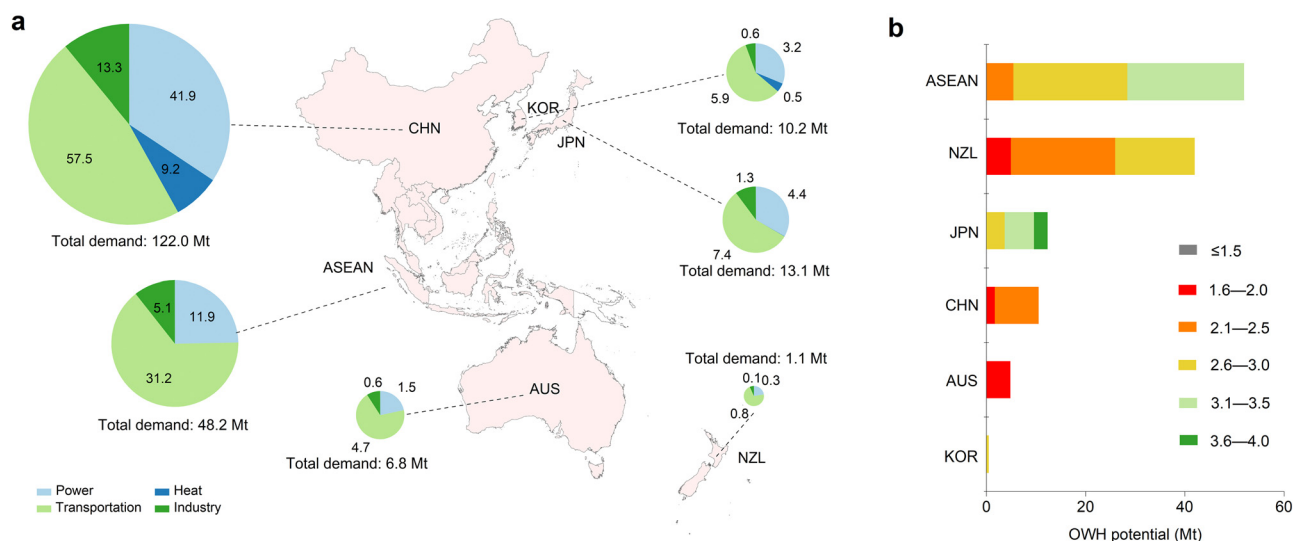 a
13.3
41.9
57.5
9.2
Total demand: 122.0 Mt
CHN
KOR
JPN
0.6
3.2
5.9
0.5
Total demand: 10.2 Mt
1.3
4.4
7.4
Total demand: 13.1 Mt
ASEAN
5.1
11.9
31.2
Total demand: 48.2 Mt
AUS
0.6
1.5
4.7
Total demand: 6.8 Mt
Total demand: 1.1 Mt
0.1
0.3
0.8
NZL
Power
Heat
Transportation
Industry
b
ASEAN
NZL
JPN
CHN
AUS
KOR
≤1.5
1.6—2.0
2.1—2.5
2.6—3.0
3.1—3.5
3.6—4.0
0
20
40
60
OWH potential (Mt)